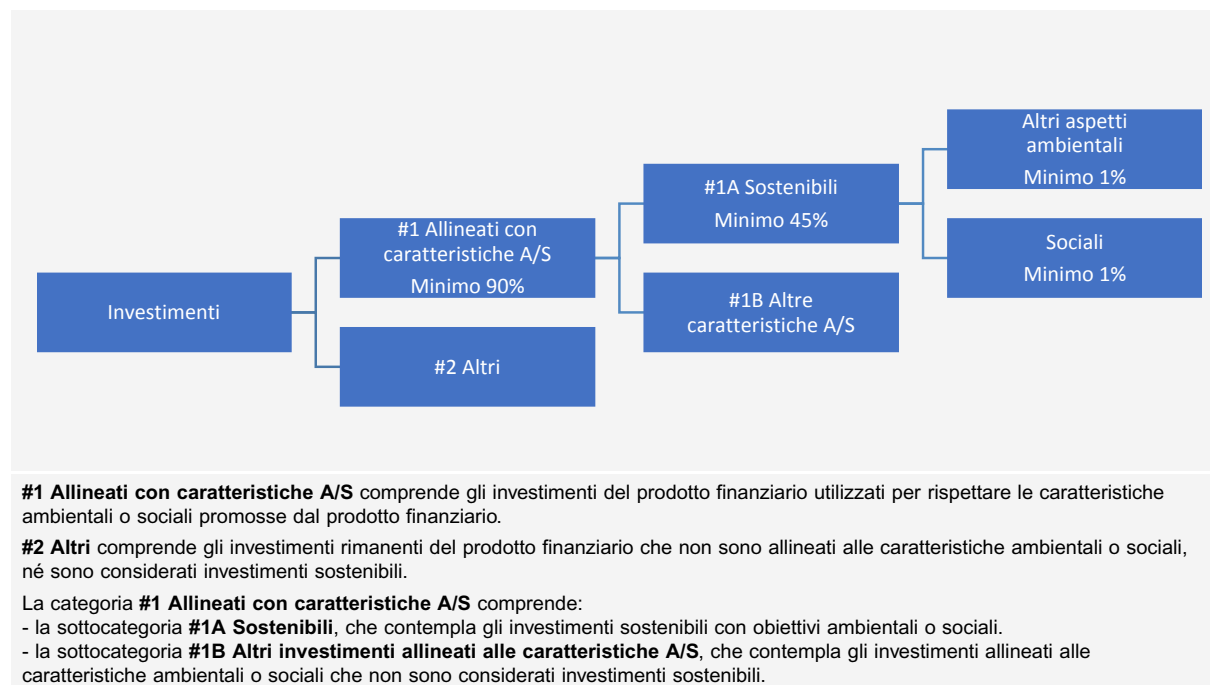 Investimenti
#1 Allineati con
caratteristiche A/S
Minimo 90%
#2 Altri
#1A Sostenibili
Minimo 45%
#1B Altre
caratteristiche A/S
Altri aspetti
ambientali
Minimo 1%
Sociali
Minimo 1%
#1 Allineati con caratteristiche A/S comprende gli investimenti del prodotto finanziario utilizzati per rispettare le caratteristiche
ambientali o sociali promosse dal prodotto finanziario.
#2 Altri comprende gli investimenti rimanenti del prodotto finanziario che non sono allineati alle caratteristiche ambientali o sociali,
né sono considerati investimenti sostenibili.
La categoria #1 Allineati con caratteristiche A/S comprende:
- la sottocategoria #1A Sostenibili, che contempla gli investimenti sostenibili con obiettivi ambientali o sociali.
- la sottocategoria #1B Altri investimenti allineati alle caratteristiche A/S, che contempla gli investimenti allineati alle
caratteristiche ambientali o sociali che non sono considerati investimenti sostenibili.